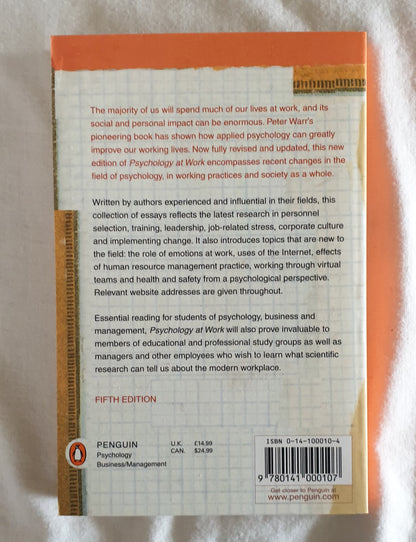 The majority of us will spend much of our lives at work, and its
social and personal impact can be enormous. Peter Warr's
pioneering book has shown how applied psychology can greatly
improve our working lives. Now fully revised and updated, this new
edition of Psychology at Work encompasses recent changes in the
field of psychology, in working practices and society as a whole.
Written by authors experienced and influential in their fields, this
collection of essays reflects the latest research in personnel
selection, training, leadership, job-related stress, corporate culture
and implementing change. It also introduces topics that are new to
the field: the role of emotions at work, uses of the Internet, effects
of human resource management practice, working through virtual
teams and health and safety from a psychological perspective.
Relevant website addresses are given throughout.
Essential reading for students of psychology, business and
management, Psychology at Work will also prove invaluable to
members of educational and professional study groups as well as
managers and other employees who wish to learn what scientific
research can tell us about the modern workplace.
FIFTH EDITION
PENGUIN
Psychology
Business/Management
U.K. £14.99
CAN. $24.99
ISBN 0-14-100010-4
9 780141 000107
Get closer to Penguin at
www.penguin.com